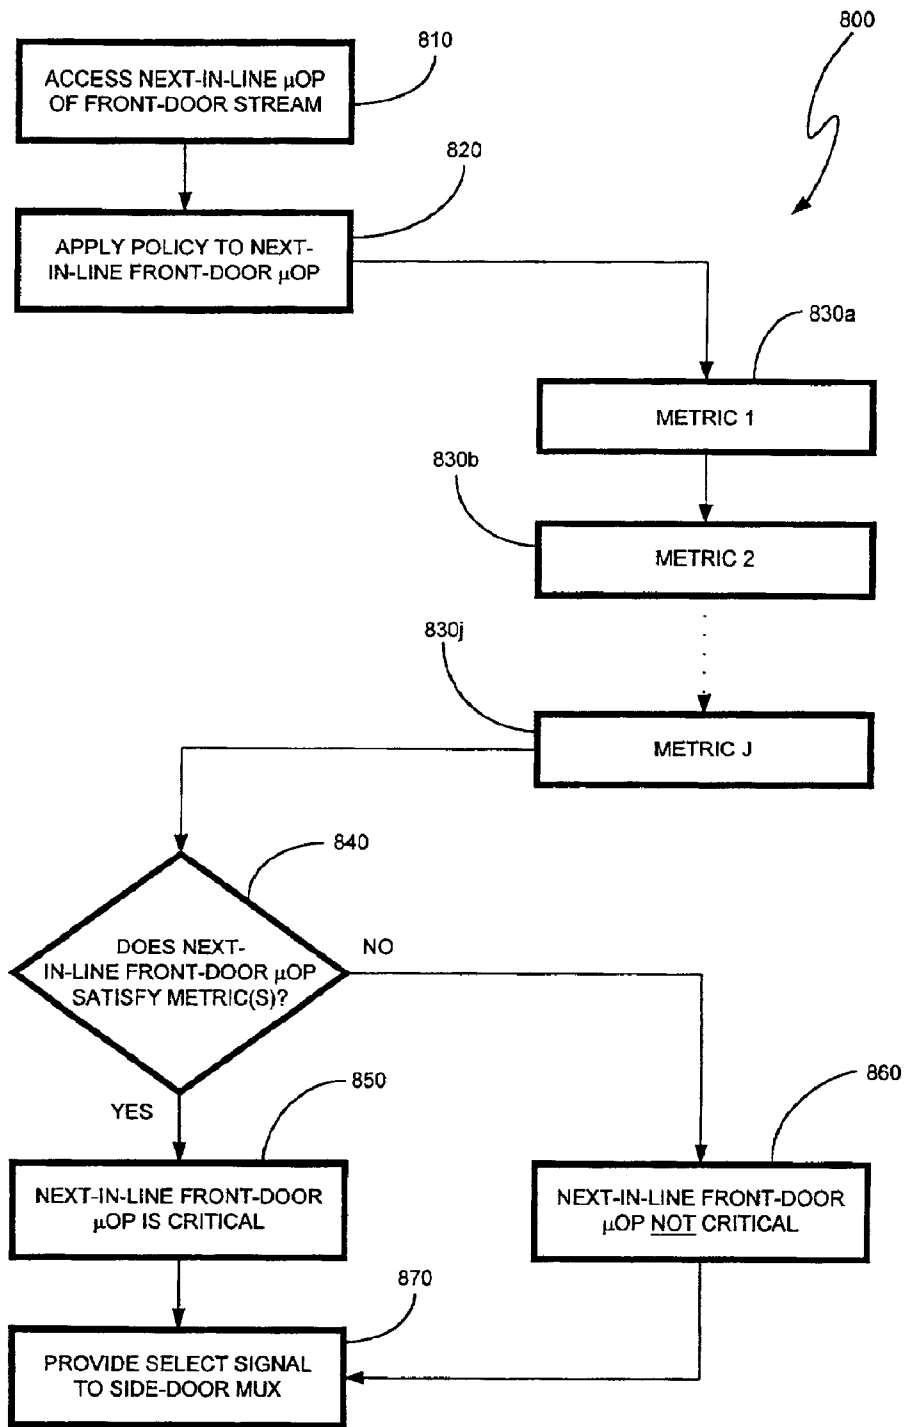 800
810
ACCESS NEXT-IN-LINE μOP
OF FRONT-DOOR STREAM
820
APPLY POLICY TO NEXT-
IN-LINE FRONT-DOOR μOP
830a
METRIC 1
830b
METRIC 2
830j
METRIC J
840
DOES NEXT-
IN-LINE FRONT-DOOR μOP
SATISFY METRIC(S)?
NO
YES
850
NEXT-IN-LINE FRONT-DOOR
μOP IS CRITICAL
860
NEXT-IN-LINE FRONT-DOOR
μOP NOT CRITICAL
870
PROVIDE SELECT SIGNAL
TO SIDE-DOOR MUX